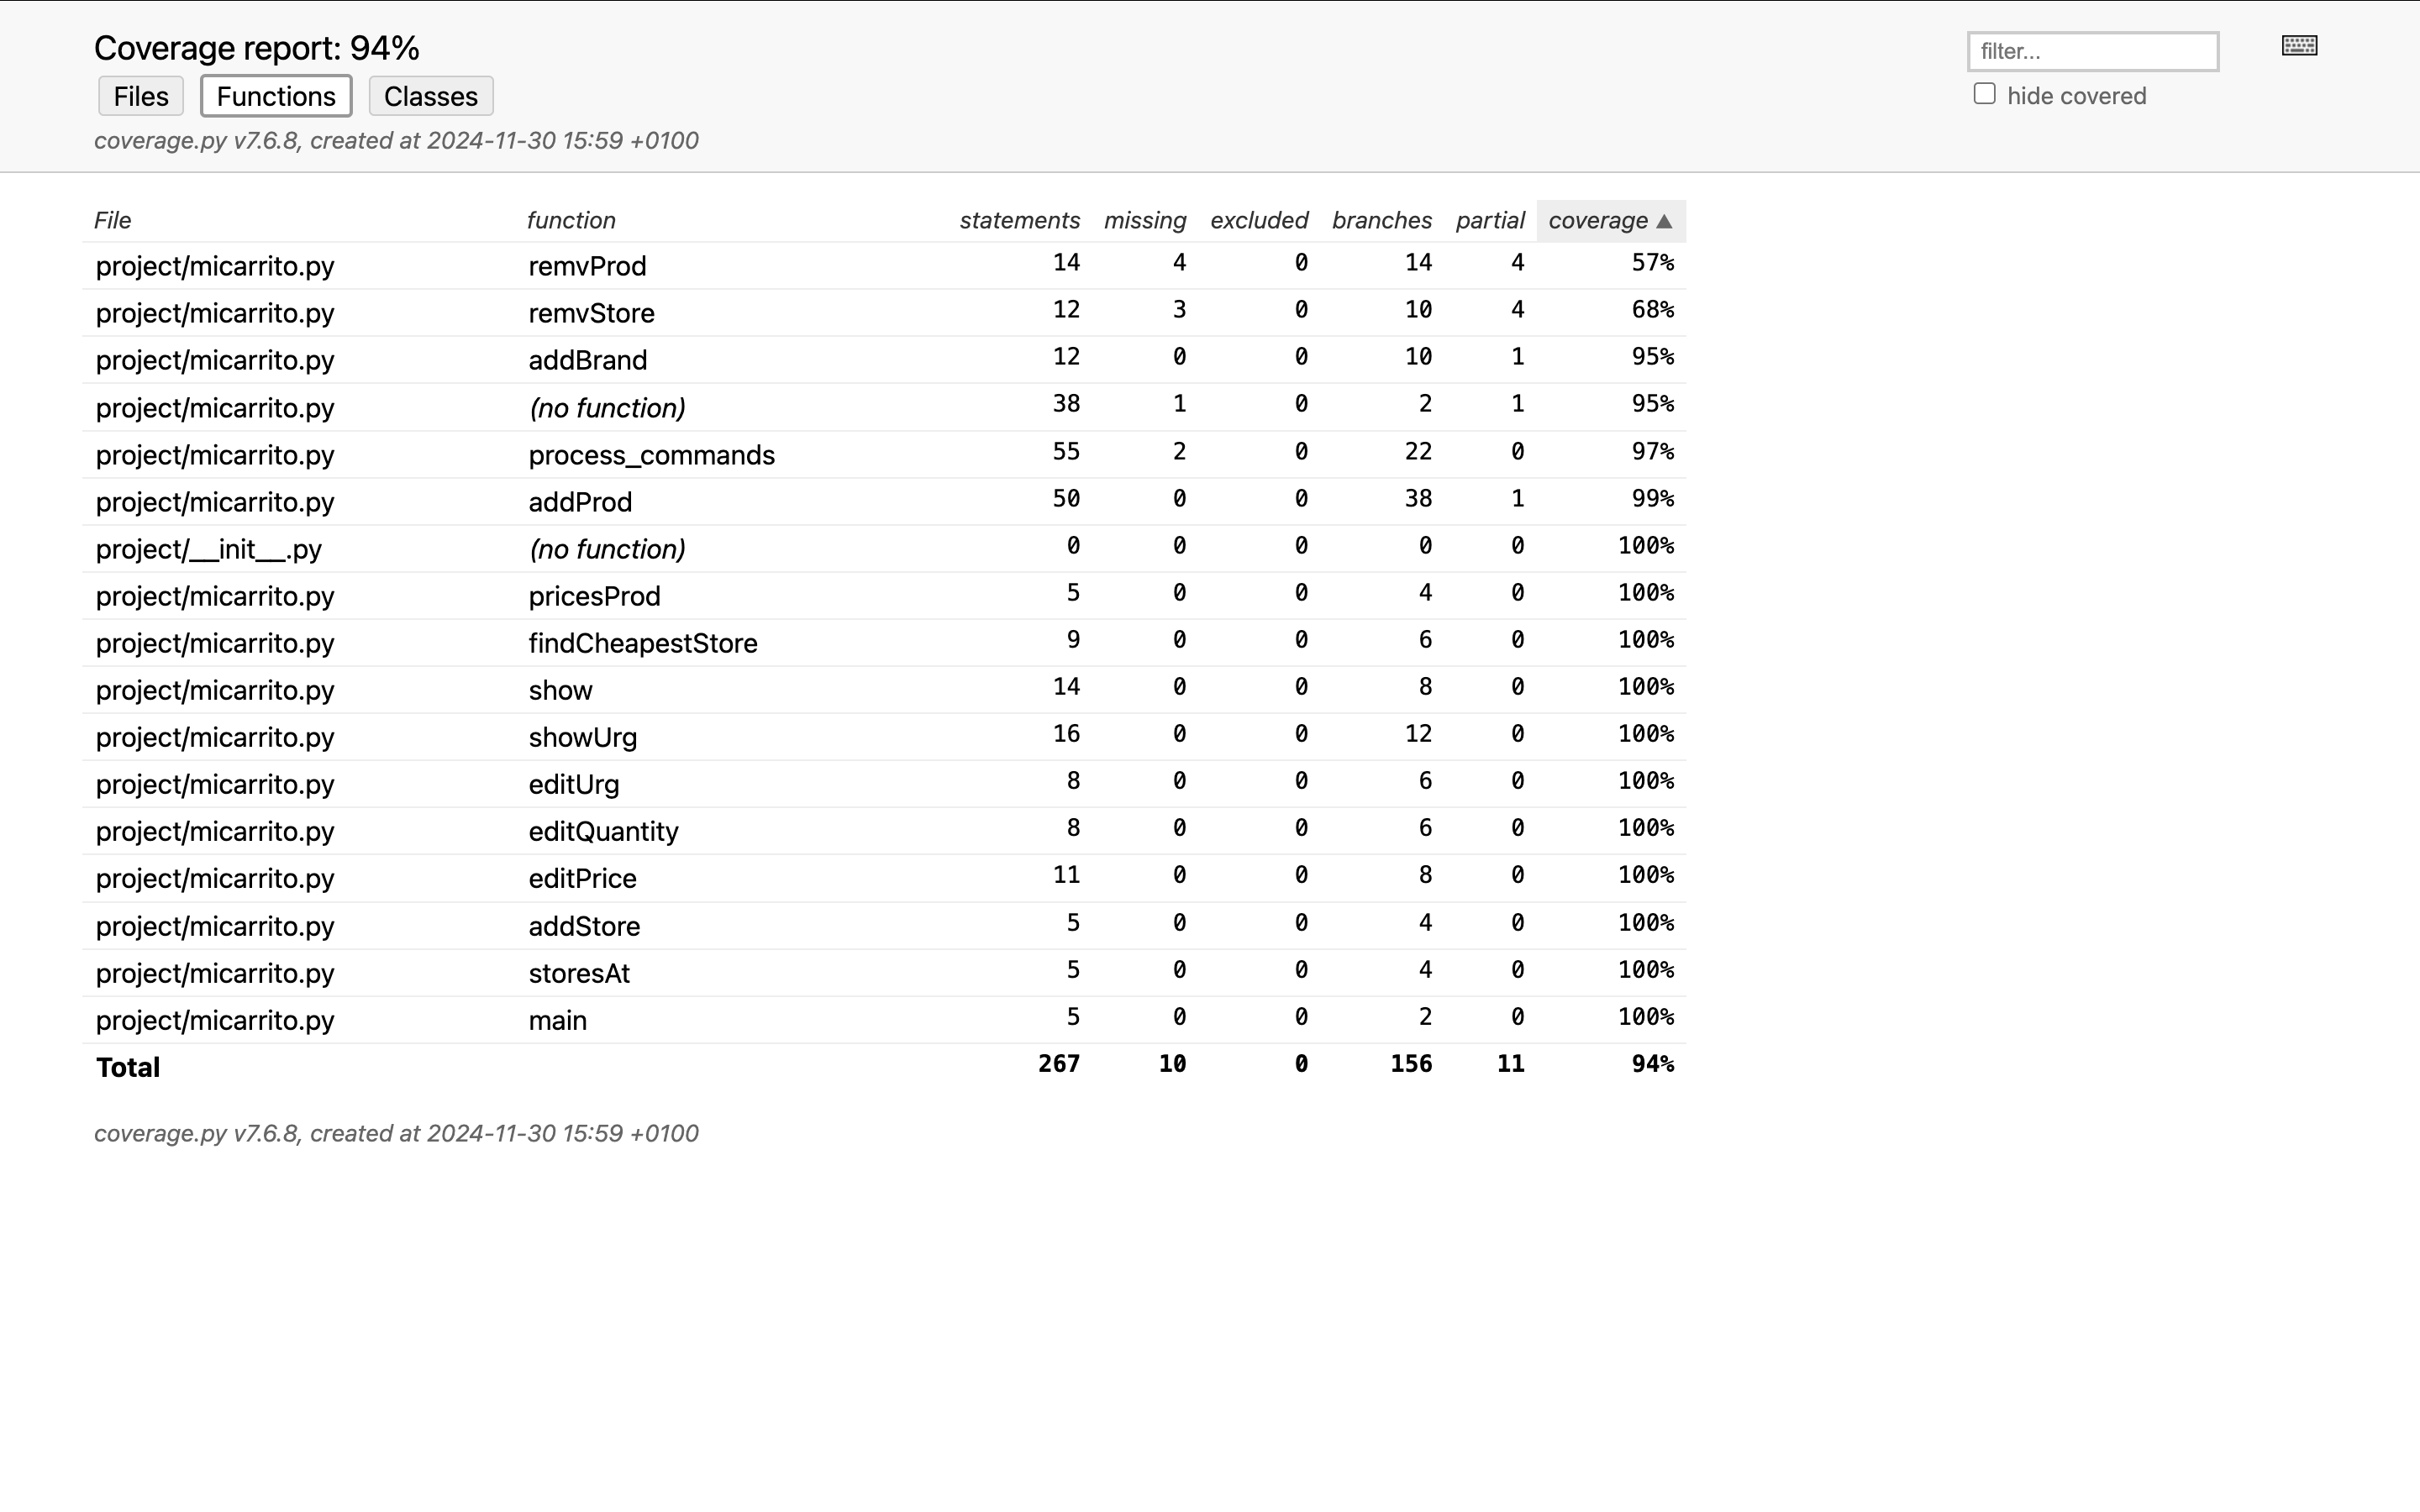 Coverage report: 94%
filter...
Files Functions Classes
hide covered
coverage.py v7.6.8, created at 2024-11-30 15:59 +0100
File function statements missing excluded branches partial coverage ▲
project/micarrito.py remvProd 14 4 0 14 4 57%
project/micarrito.py remvStore 12 3 0 10 4 68%
project/micarrito.py addBrand 12 0 0 10 1 95%
project/micarrito.py (no function) 38 1 0 2 1 95%
project/micarrito.py process_commands 55 2 0 22 0 97%
project/micarrito.py addProd 50 0 0 38 1 99%
project/__init__.py (no function) 0 0 0 0 0 100%
project/micarrito.py pricesProd 5 0 0 4 0 100%
project/micarrito.py findCheapestStore 9 0 0 6 0 100%
project/micarrito.py show 14 0 0 8 0 100%
project/micarrito.py showUrg 16 0 0 12 0 100%
project/micarrito.py editUrg 8 0 0 6 0 100%
project/micarrito.py editQuantity 8 0 0 6 0 100%
project/micarrito.py editPrice 11 0 0 8 0 100%
project/micarrito.py addStore 5 0 0 4 0 100%
project/micarrito.py storesAt 5 0 0 4 0 100%
project/micarrito.py main 5 0 0 2 0 100%
Total 267 10 0 156 11 94%
coverage.py v7.6.8, created at 2024-11-30 15:59 +0100